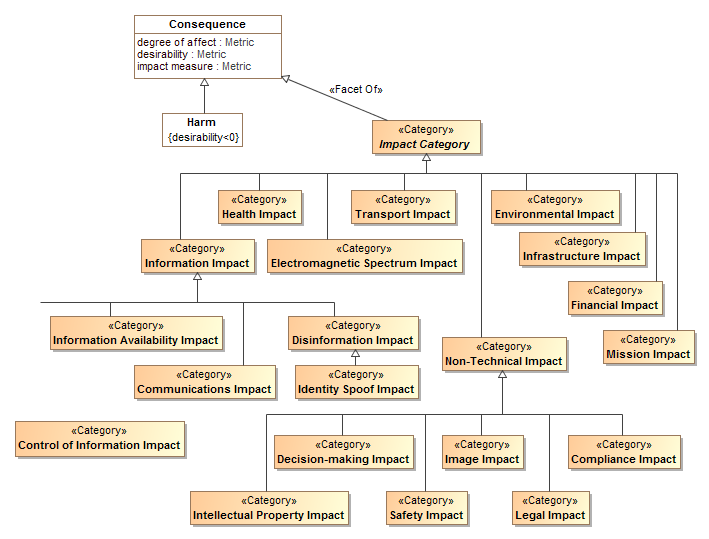 Consequence
degree of affect : Metric
desirability : Metric
impact measure : Metric
«Facet Of»
Harm
{desirability<0}
«Category»
Impact Category
«Category»
Health Impact
«Category»
Transport Impact
«Category»
Environmental Impact
«Category»
Information Impact
«Category»
Electromagnetic Spectrum Impact
«Category»
Infrastructure Impact
«Category»
Financial Impact
«Category»
Information Availability Impact
«Category»
Disinformation Impact
«Category»
Non-Technical Impact
«Category»
Mission Impact
«Category»
Communications Impact
«Category»
Identity Spoof Impact
«Category»
Control of Information Impact
«Category»
Decision-making Impact
«Category»
Image Impact
«Category»
Compliance Impact
«Category»
Intellectual Property Impact
«Category»
Safety Impact
«Category»
Legal Impact